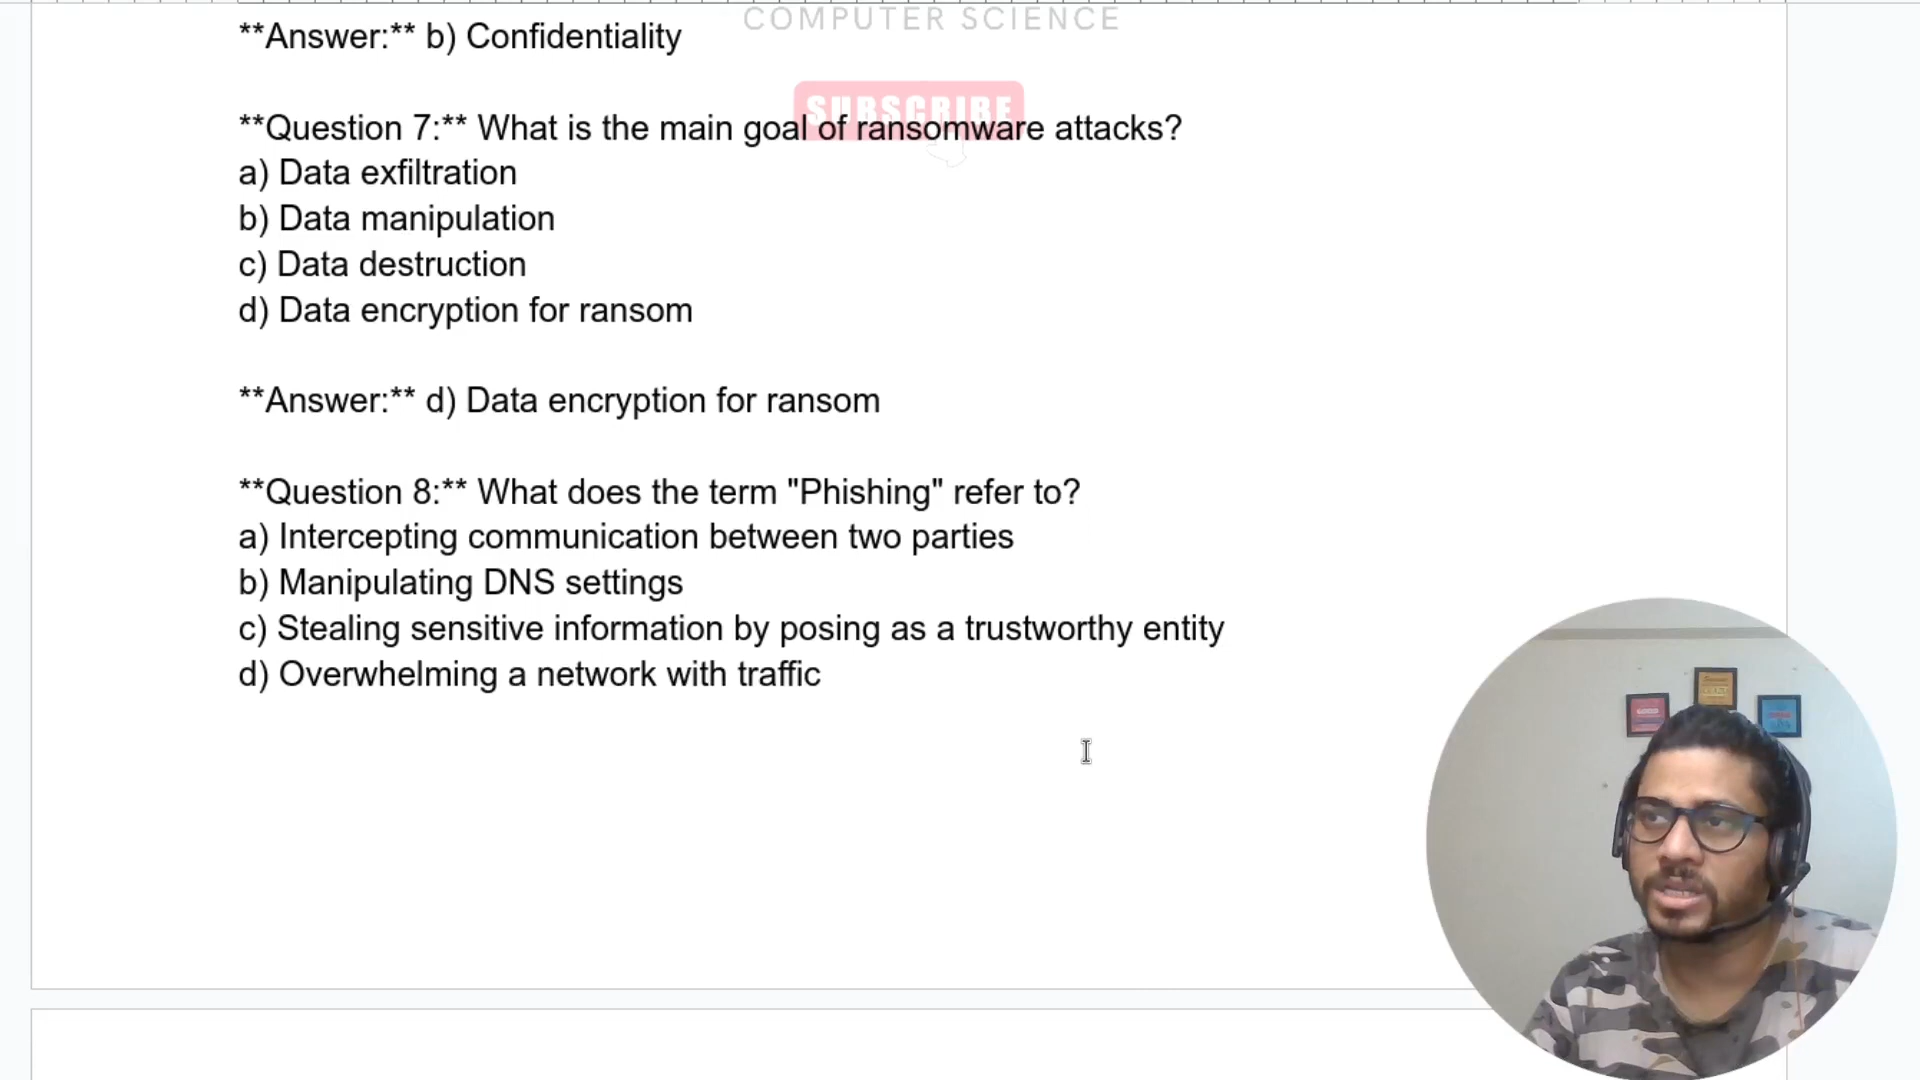 COMPUTER SCIENCE
**Answer:** b) Confidentiality
SUBSCRIBE
**Question 7:** What is the main goal of ransomware attacks?
a) Data exfiltration
b) Data manipulation
c) Data destruction
d) Data encryption for ransom
**Answer:** d) Data encryption for ransom
**Question 8:** What does the term "Phishing" refer to?
a) Intercepting communication between two parties
b) Manipulating DNS settings
c) Stealing sensitive information by posing as a trustworthy entity
d) Overwhelming a network with traffic